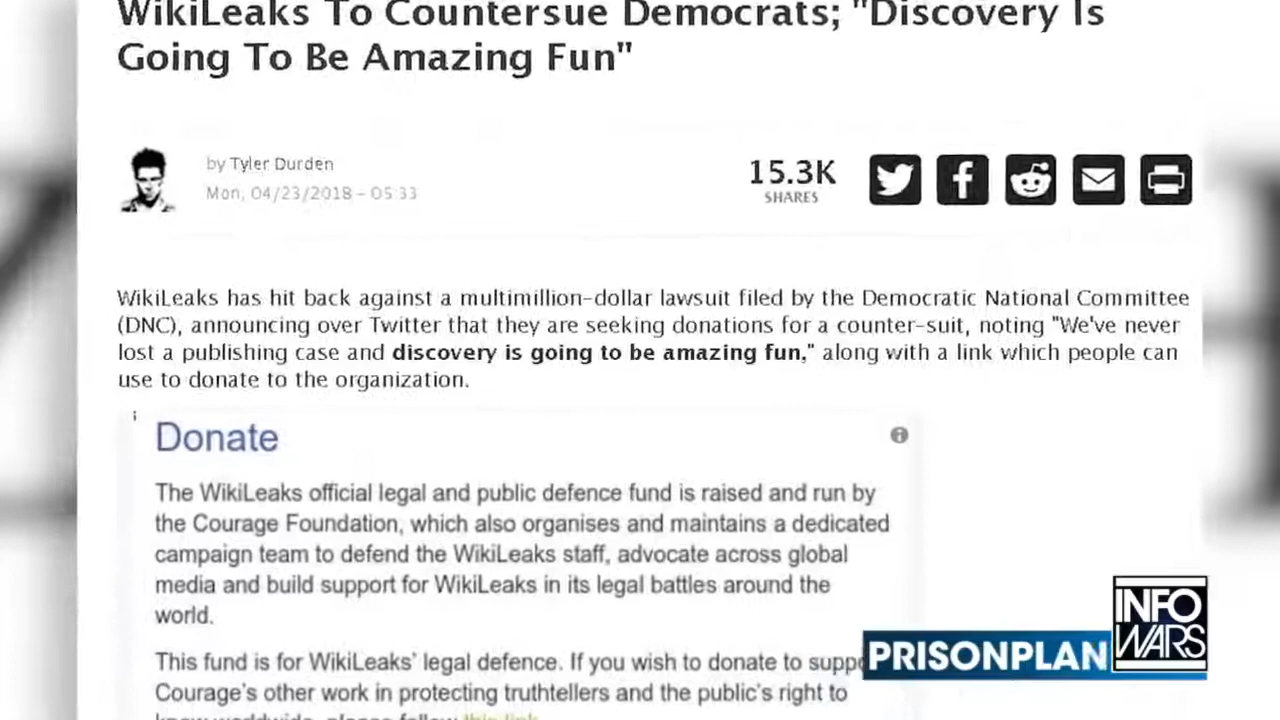 WikiLeaks To Countersue Democrats; "Discovery Is
Going To Be Amazing Fun"
by Tyler Durden
Mon, 04/23/2018 - 05:33
15.3K
SHARES
WikiLeaks has hit back against a multimillion-dollar lawsuit filed by the Democratic National Committee
(DNC), announcing over Twitter that they are seeking donations for a counter-suit, noting "We've never
lost a publishing case and discovery is going to be amazing fun," along with a link which people can
use to donate to the organization.
Donate
The WikiLeaks official legal and public defence fund is raised and run by
the Courage Foundation, which also organises and maintains a dedicated
campaign team to defend the WikiLeaks staff, advocate across global
media and build support for WikiLeaks in its legal battles around the
world.
This fund is for WikiLeaks' legal defence. If you wish to donate to suppo
Courage's other work in protecting truthtellers and the public's right to
know worldwide, please follow this link
PRISONPLAN
INFO
WARS